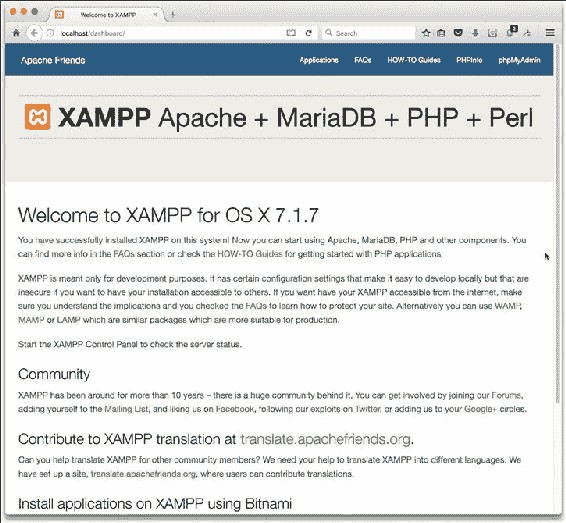 Welcome to XAMPP
localhost/dashboard/
Search
Apache Friends
Applications FAQs HOW-TO Guides PHPInfo phpMyAdmin
XAMPP Apache + MariaDB + PHP + Perl
Welcome to XAMPP for OS X 7.1.7
You have successfully installed XAMPP on this system! Now you can start using Apache, MariaDB, PHP and other components. You
can find more info in the FAQs section or check the HOW-TO Guides for getting started with PHP applications.
XAMPP is meant only for development purposes. It has certain configuration settings that make it easy to develop locally but that are
insecure if you want to have your installation accessible to others. If you want have your XAMPP accessible from the internet, make
sure you understand the implications and you checked the FAQs to learn how to protect your site. Alternatively you can use WAMP,
MAMP or LAMP which are similar packages which are more suitable for production.
Start the XAMPP Control Panel to check the server status.
Community
XAMPP has been around for more than 10 years – there is a huge community behind it. You can get involved by joining our Forums,
adding yourself to the Mailing List, and liking us on Facebook, following our exploits on Twitter, or adding us to your Google+ circles.
Contribute to XAMPP translation at translate.apachefriends.org.
Can you help translate XAMPP for other community members? We need your help to translate XAMPP into different languages. We
have set up a site, translate.apachefriends.org, where users can contribute translations.
Install applications on XAMPP using Bitnami